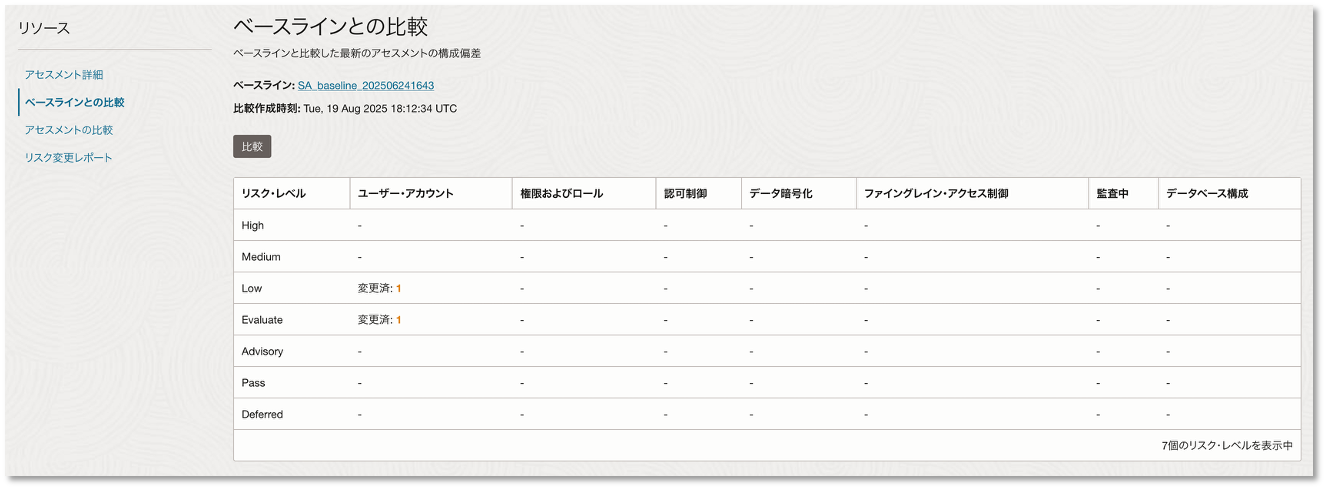 リソース
アセスメント詳細
ベースラインとの比較
アセスメントの比較
リスク変更レポート
ベースラインとの比較
ベースラインと比較した最新のアセスメントの構成偏差
ベースライン: SA_baseline_202506241643
比較作成時刻: Tue, 19 Aug 2025 18:12:34 UTC
比較
リスク・レベル ユーザー・アカウント 権限およびロール 認可制御 データ暗号化 ファイングレイン・アクセス制御 監査中 データベース構成
High - - - - - - -
Medium - - - - - - -
Low 変更済: 1 - - - - - -
Evaluate 変更済: 1 - - - - - -
Advisory - - - - - - -
Pass - - - - - - -
Deferred - - - - - - -
7個のリスク・レベルを表示中